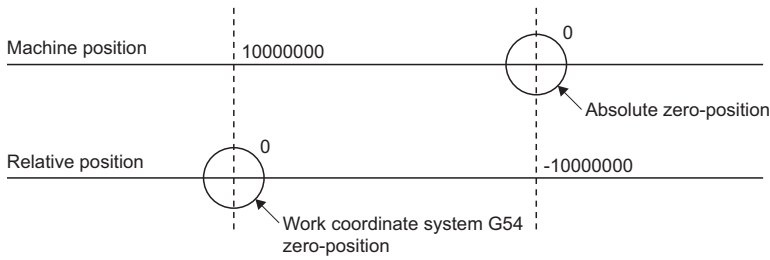 0
Machine position
10000000
Absolute zero-position
0
Relative position
-10000000
Work coordinate system G54
zero-position